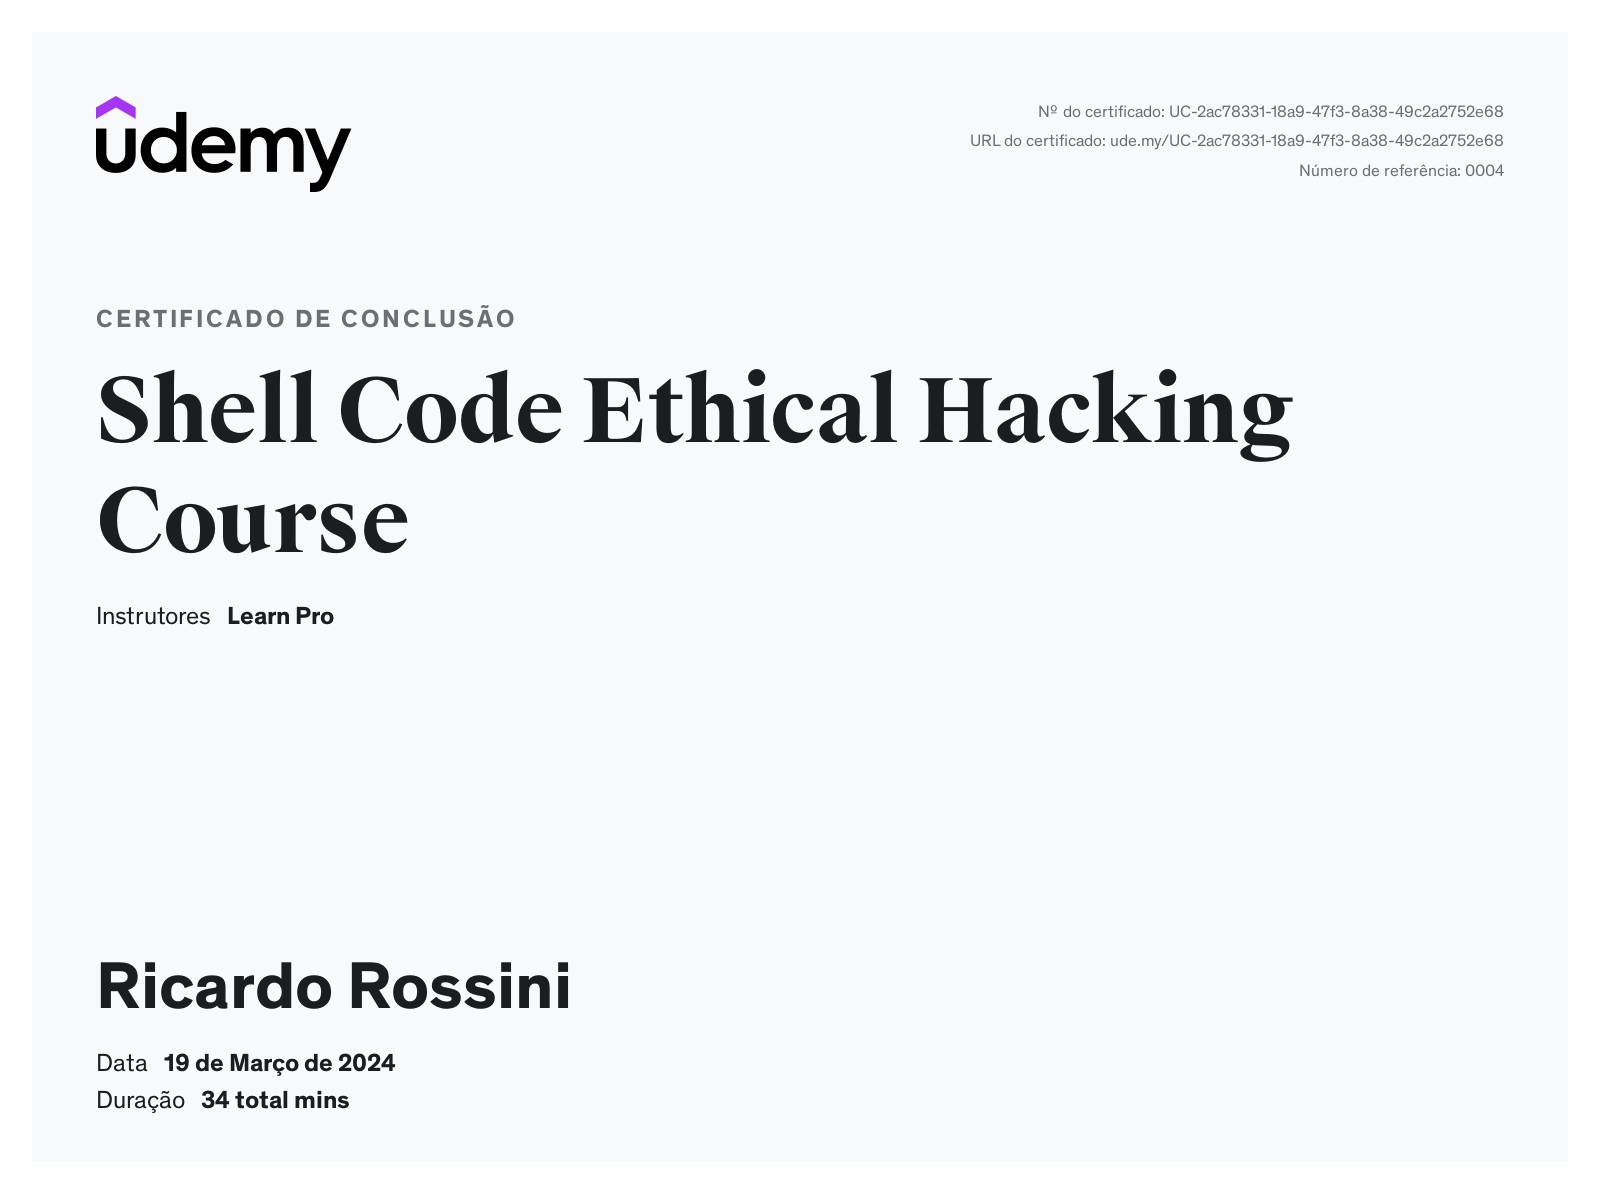 udemy
Nº do certificado: UC-2ac78331-18a9-47f3-8a38-49c2a2752e68
URL do certificado: ude.my/UC-2ac78331-18a9-47f3-8a38-49c2a2752e68
Número de referência: 0004
CERTIFICADO DE CONCLUSÃO
Shell Code Ethical Hacking
Course
Instrutores Learn Pro
Ricardo Rossini
Data 19 de Março de 2024
Duração 34 total mins